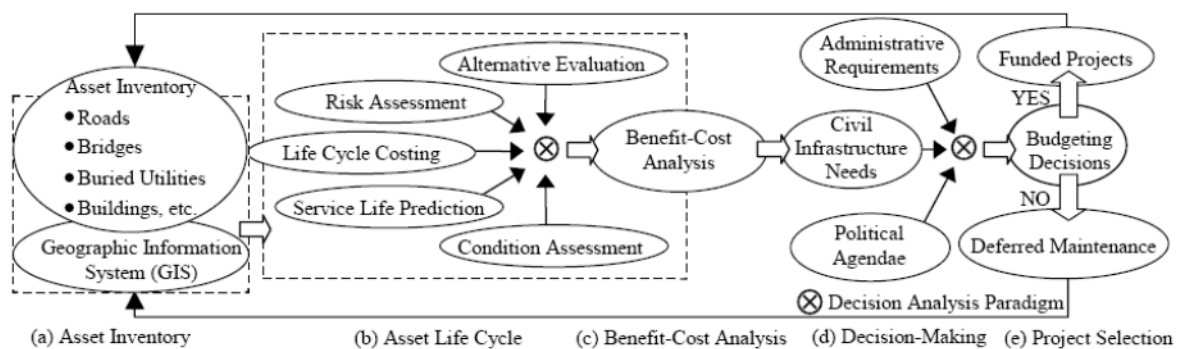 Asset Inventory
● Roads
● Bridges
● Buried Utilities
● Buildings, etc.
Geographic Information
System (GIS)
Alternative Evaluation
Risk Assessment
Life Cycle Costing
Service Life Prediction
Condition Assessment
Benefit-Cost
Analysis
Administrative
Requirements
Civil
Infrastructure
Needs
Political
Agendae
Funded Projects
YES
Budgeting
Decisions
NO
Deferred Maintenance
⊗ Decision Analysis Paradigm
(a) Asset Inventory
(b) Asset Life Cycle
(c) Benefit-Cost Analysis
(d) Decision-Making
(e) Project Selection